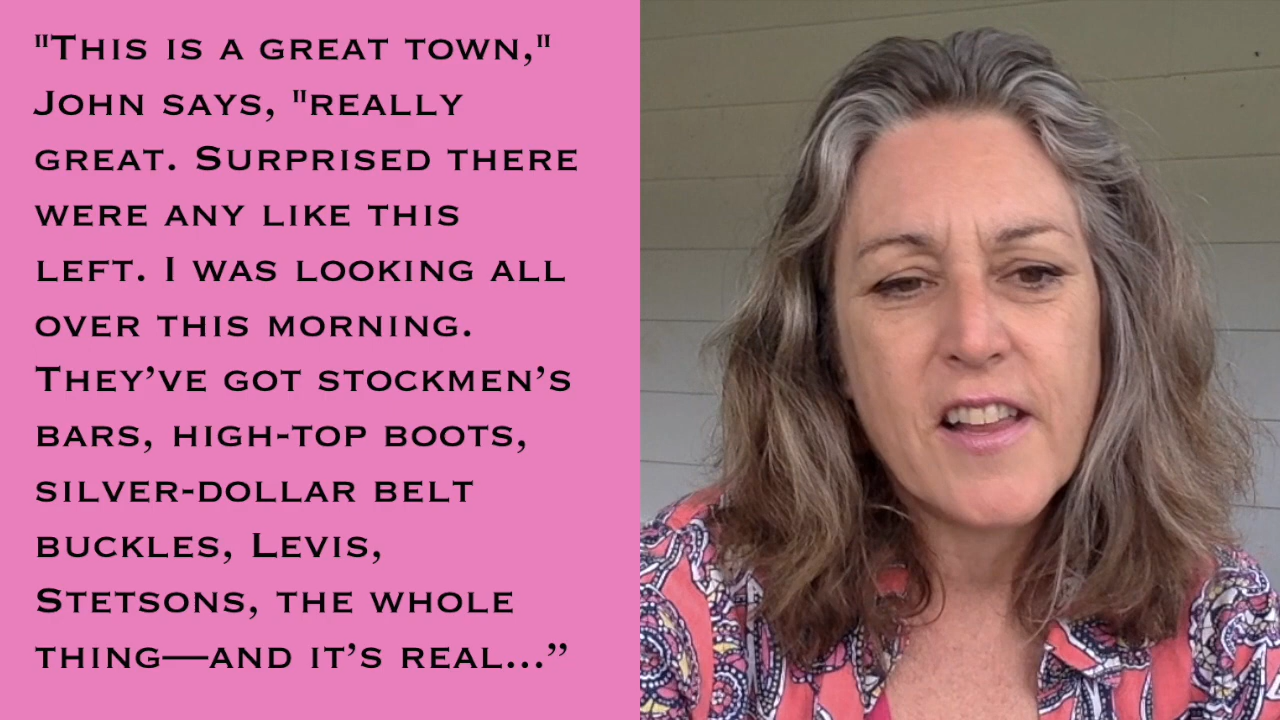 "This is a great town,"
John says, "really
great. Surprised there
were any like this
left. I was looking all
over this morning.
They’ve got stockmen’s
bars, high-top boots,
silver-dollar belt
buckles, Levis,
Stetsons, the whole
thing—and it’s real...”